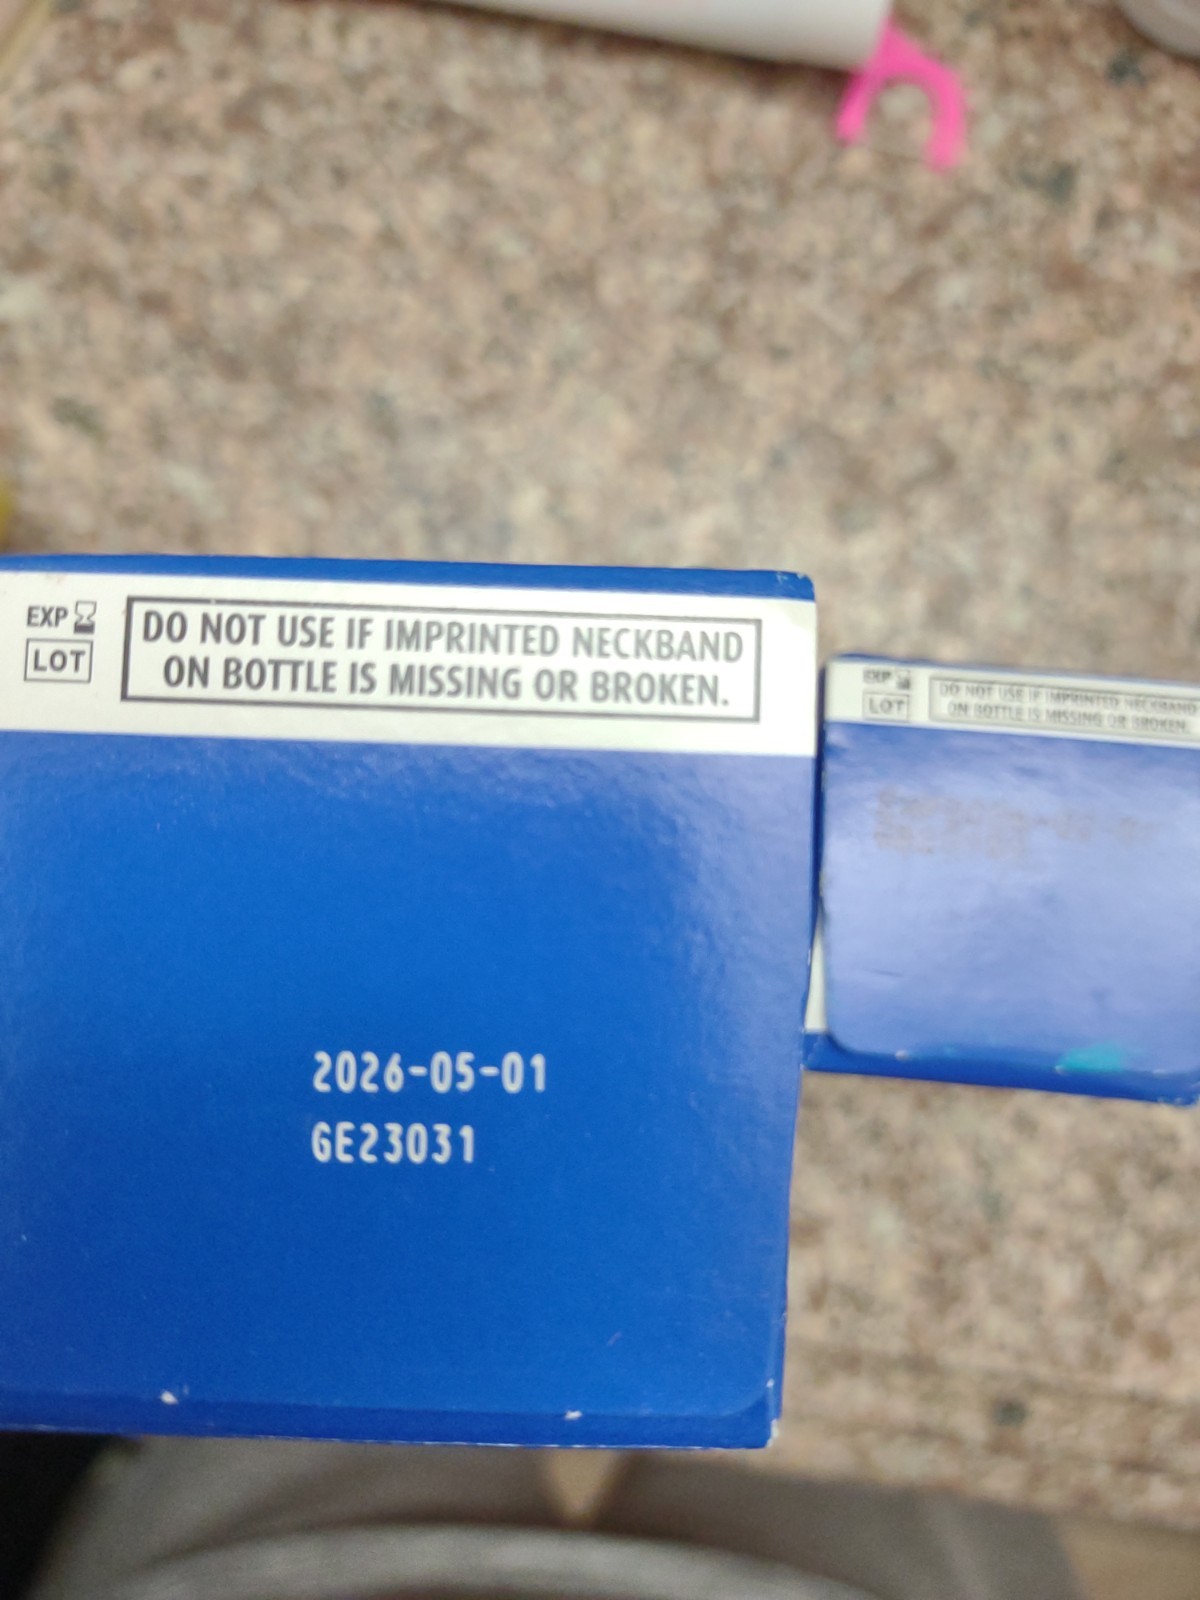 EXP
LOT
DO NOT USE IF IMPRINTED NECKBAND
ON BOTTLE IS MISSING OR BROKEN.
2026-05-01
GE23031
EXP
LOT
DO NOT USE IF IMPRINTED NECKBAND
ON BOTTLE IS MISSING OR BROKEN.